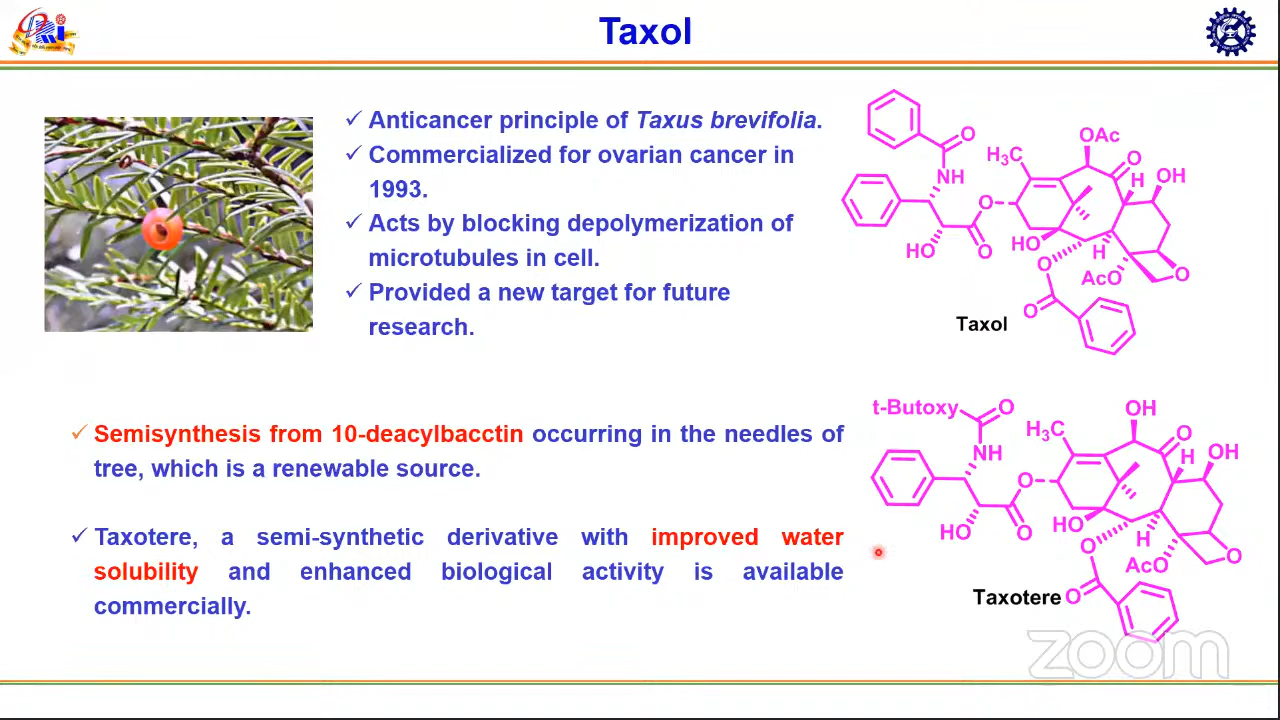 Taxol
✓ Anticancer principle of Taxus brevifolia.
✓ Commercialized for ovarian cancer in
1993.
✓ Acts by blocking depolymerization of
microtubules in cell.
✓ Provided a new target for future
research.
O
OAc
H₃C
O
NH
H
OH
O
HO
O
HO
H
O
AcO
O
O
Taxol
✓ Semisynthesis from 10-deacylbacctin occurring in the needles of
tree, which is a renewable source.
✓ Taxotere, a semi-synthetic derivative with improved water
solubility and enhanced biological activity is available
commercially.
t-Butoxy
O
OH
H₃C
O
NH
H
OH
O
HO
HO
O
H
O
AcO
O
Taxotere
O
zoom